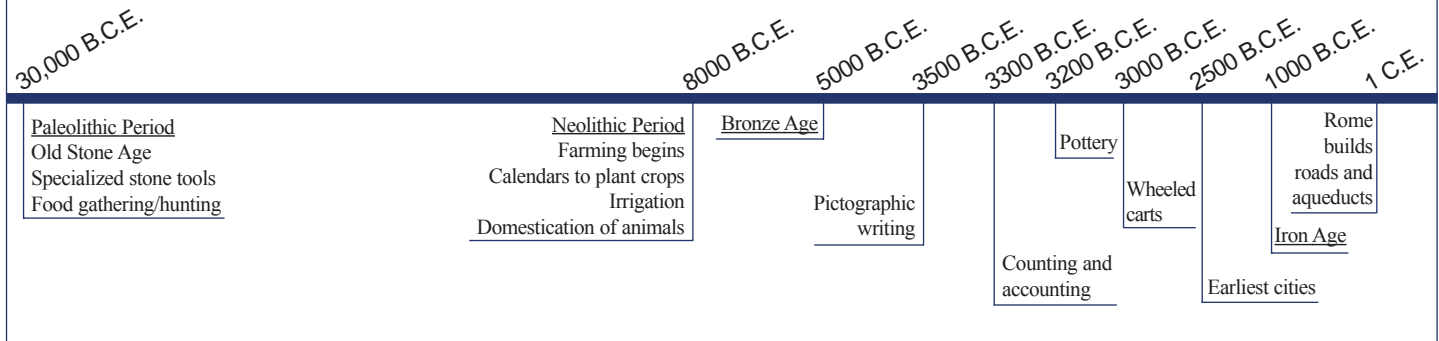 30,000 B.C.E.
8000 B.C.E.
5000 B.C.E.
3500 B.C.E.
3300 B.C.E.
3200 B.C.E.
3000 B.C.E.
2500 B.C.E.
1000 B.C.E.
1 C.E.
Paleolithic Period
Old Stone Age
Specialized stone tools
Food gathering/hunting
Neolithic Period
Farming begins
Calendars to plant crops
Irrigation
Domestication of animals
Bronze Age
Pictographic
writing
Counting and
accounting
Pottery
Wheeled
carts
Earliest cities
Iron Age
Rome
builds
roads and
aqueducts